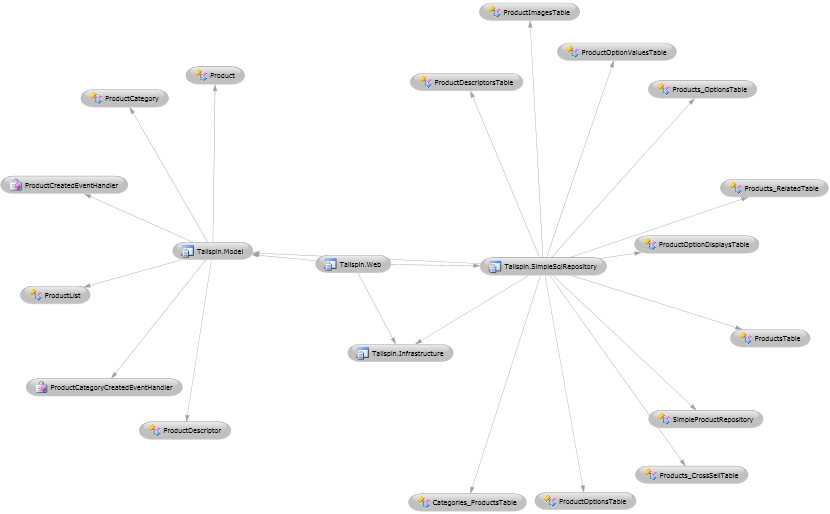 ProductImagesTable
ProductOptionValuesTable
Product
ProductDescriptorsTable
Products_OptionsTable
ProductCategory
ProductCreatedEventHandler
Products_RelatedTable
ProductOptionDisplaysTable
Tailspin.Model
Tailspin.Web
Tailspin.SimpleSqlRepository
ProductList
ProductsTable
Tailspin.Infrastructure
ProductCategoryCreatedEventHandler
SimpleProductRepository
ProductDescriptor
Products_CrossSellTable
Categories_ProductsTable
ProductOptionsTable